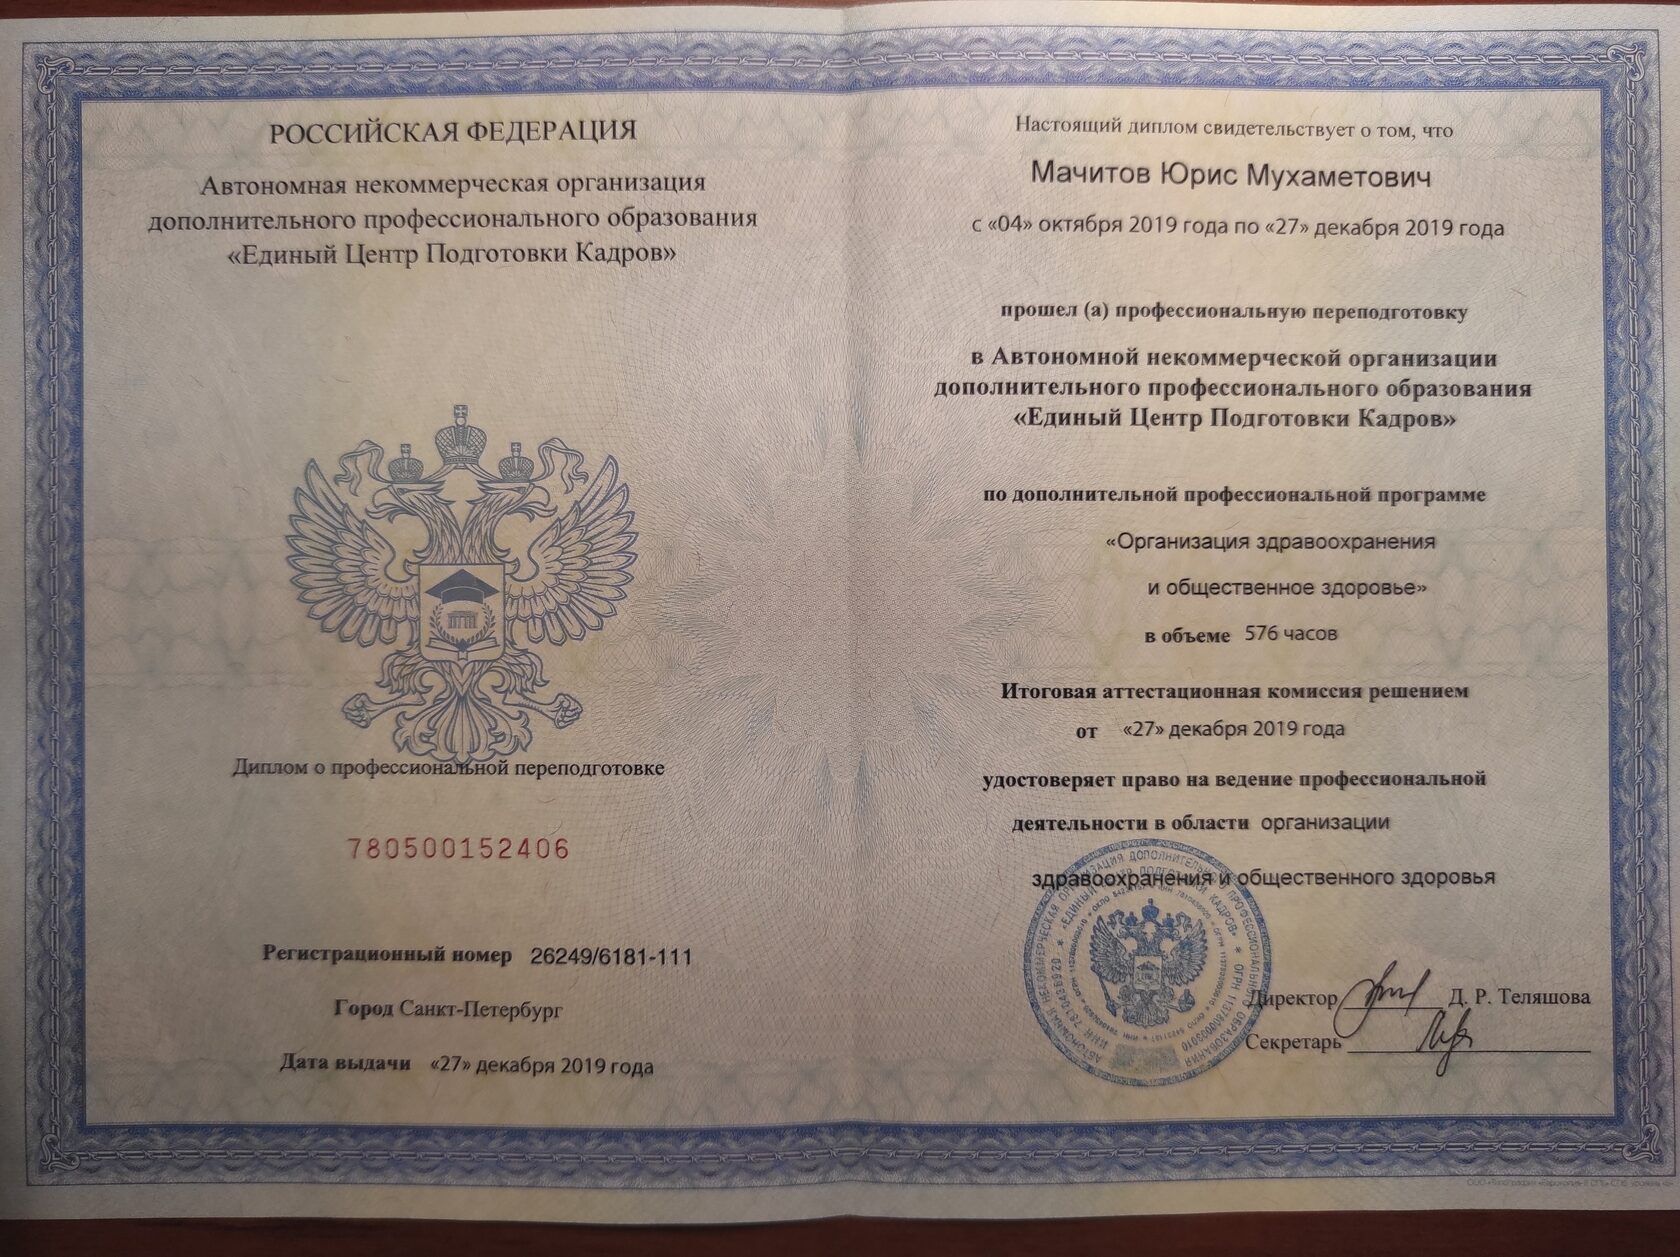 РОССИЙСКАЯ ФЕДЕРАЦИЯ
Автономная некоммерческая организация
дополнительного профессионального образования
«Единый Центр Подготовки Кадров»
Диплом о профессиональной переподготовке
780500152406
Регистрационный номер 26249/6181-111
Город Санкт-Петербург
Дата выдачи «27» декабря 2019 года
Настоящий диплом свидетельствует о том, что
Мачитов Юрис Мухаметович
с «04» октября 2019 года по «27» декабря 2019 года
прошел (а) профессиональную переподготовку
в Автономной некоммерческой организации
дополнительного профессионального образования
«Единый Центр Подготовки Кадров»
по дополнительной профессиональной программе
«Организация здравоохранения
и общественное здоровье»
в объеме 576 часов
Итоговая аттестационная комиссия решением
от «27» декабря 2019 года
удостоверяет право на ведение профессиональной
деятельности в области организации
здравоохранения и общественного здоровья
Директор Д. Р. Теляшова
Секретарь